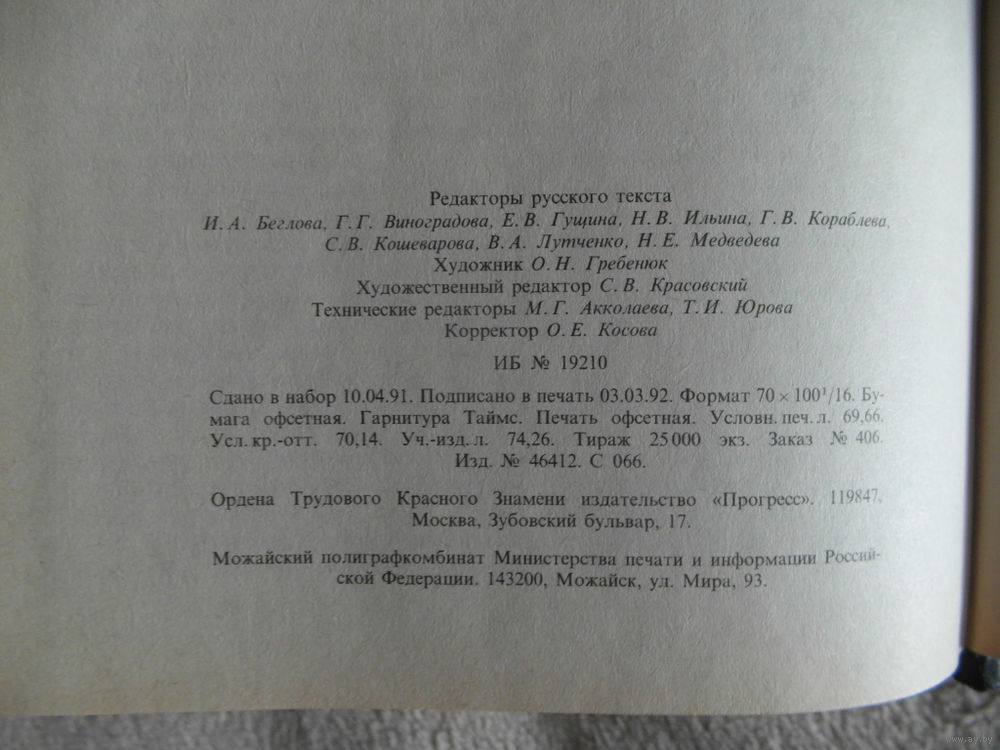 Редакторы русского текста
И. А. Беглова, Г. Г. Виноградова, Е. В. Гущина, Н. В. Ильина, Г. В. Кораблева,
С. В. Кошеварова, В. А. Лутченко, Н. Е. Медведева
Художник О. Н. Гребенюк
Художественный редактор С. В. Красовский
Технические редакторы М. Г. Акколаева, Т. И. Юрова
Корректор О. Е. Косова
ИБ № 19210
Сдано в набор 10.04.91. Подписано в печать 03.03.92. Формат 70 × 100¹/16. Бу-
мага офсетная. Гарнитура Таймс. Печать офсетная. Условн. печ. л. 69,66.
Усл. кр.-отт. 70,14. Уч.-изд. л. 74,26. Тираж 25 000 экз. Заказ № 406.
Изд. № 46412. С 066.
Ордена Трудового Красного Знамени издательство «Прогресс». 119847,
Москва, Зубовский бульвар, 17.
Можайский полиграфкомбинат Министерства печати и информации Россий-
ской Федерации. 143200, Можайск, ул. Мира, 93.
www.ay.by